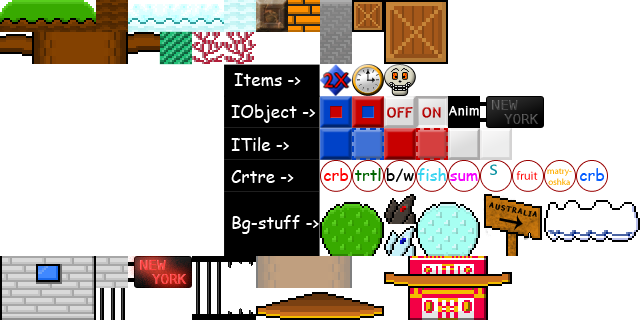 Items -> 2X
IObject -> OFF ON Anim NEW YORK
ITile ->
Crtre -> crb trtl b/w fish sum S fruit matry-oshka crb
Bg-stuff -> AUSTRALIA
NEW YORK